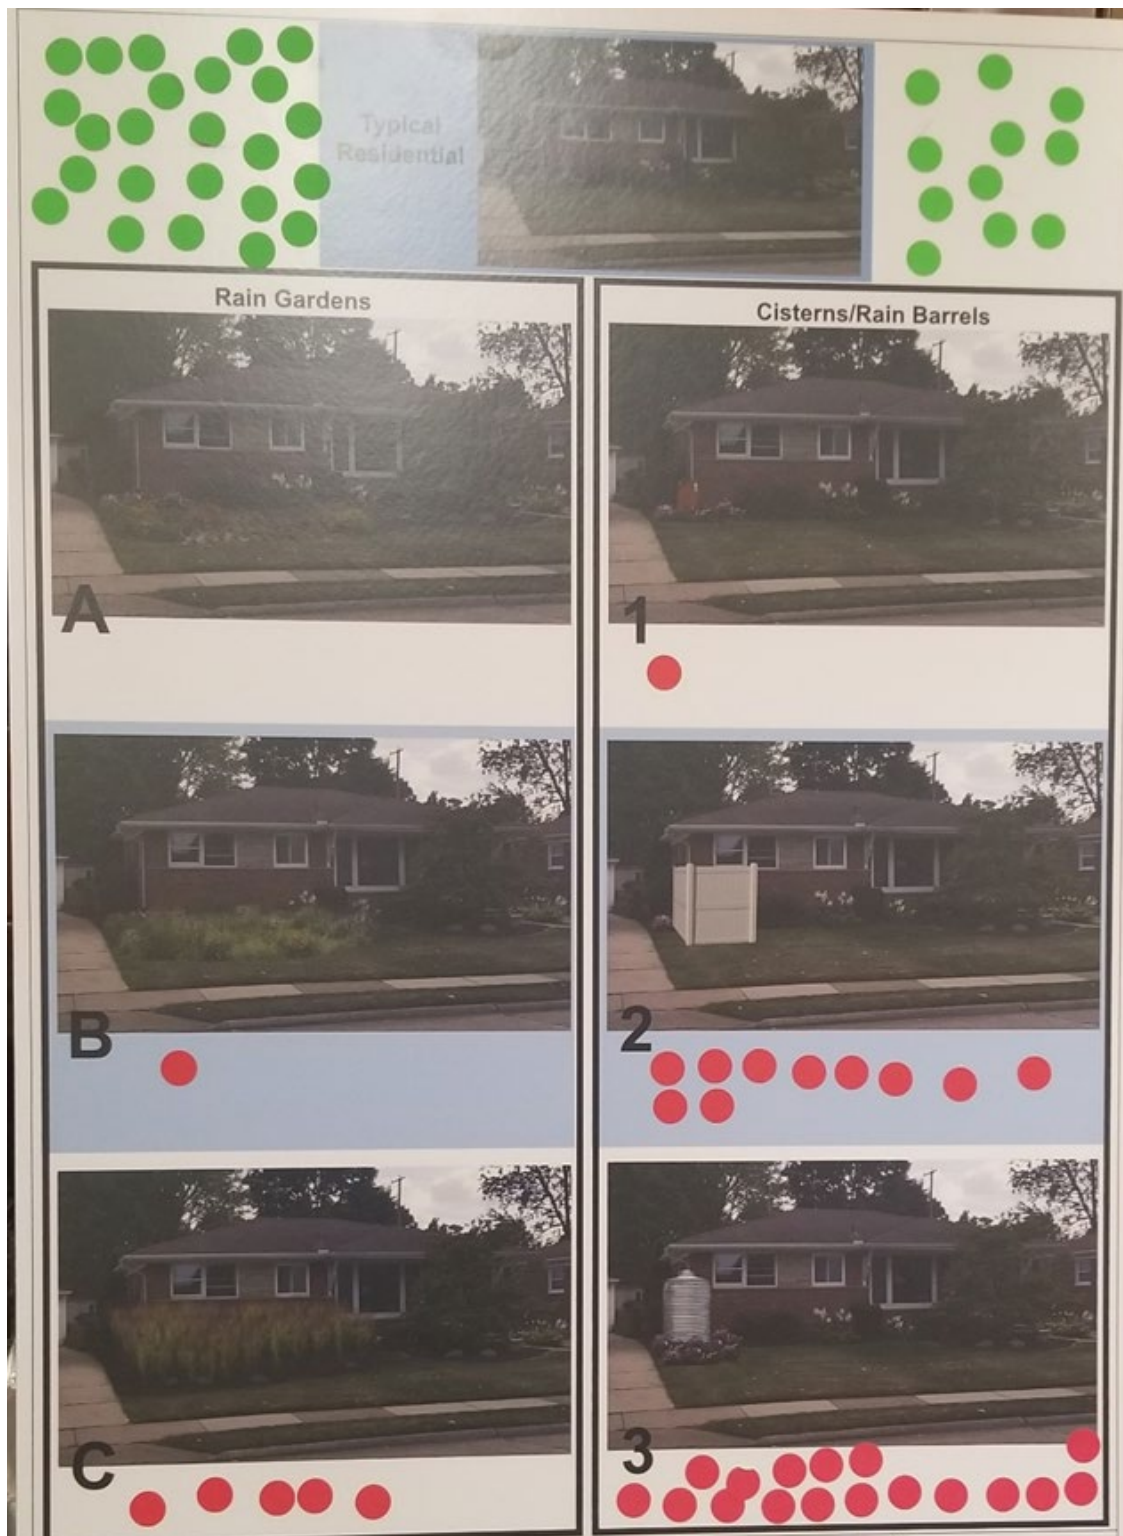 Typical
Residential
Rain Gardens
Cisterns/Rain Barrels
A
1
B
2
C
3